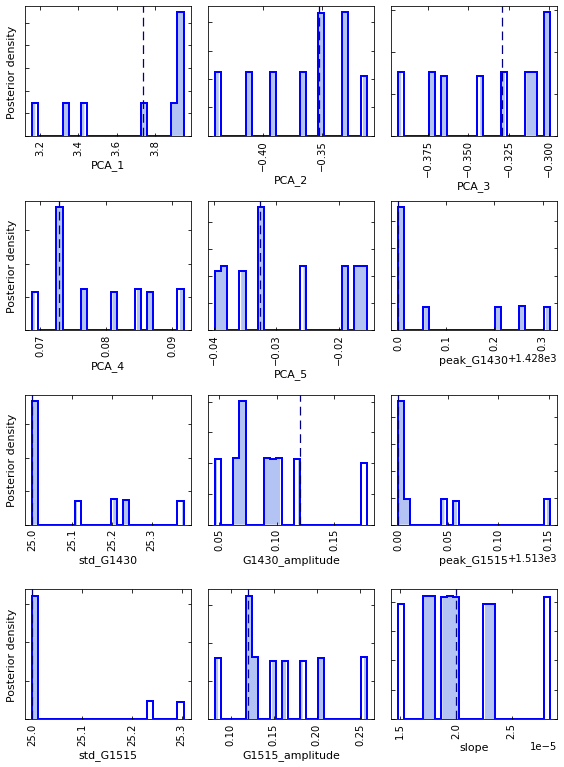 Posterior density
3.2 3.4 3.6 3.8
PCA_1
−0.40 −0.35
PCA_2
−0.375 −0.350 −0.325 −0.300
PCA_3
Posterior density
0.07 0.08 0.09
PCA_4
−0.04 −0.03 −0.02
PCA_5
0.0 0.1 0.2 0.3
peak_G1430 +1.428e3
Posterior density
25.0 25.1 25.2 25.3
std_G1430
0.05 0.10 0.15
G1430_amplitude
0.00 0.05 0.10 0.15
peak_G1515 +1.513e3
Posterior density
25.0 25.1 25.2 25.3
std_G1515
0.10 0.15 0.20 0.25
G1515_amplitude
1.5 2.0 2.5
slope 1e−5